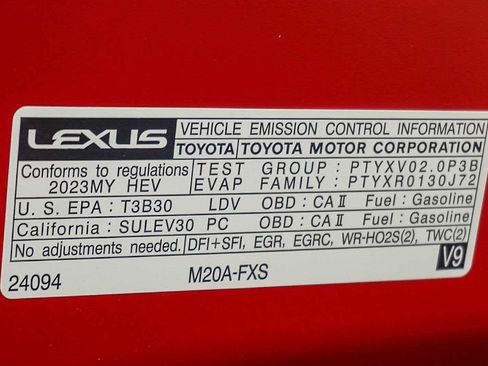 LEXUS VEHICLE EMISSION CONTROL INFORMATION
TOYOTA TOYOTA MOTOR CORPORATION
Conforms to regulations TEST GROUP: PTYXV02.0P3B
2023MY HEV EVAP FAMILY: PTYXR0130J72
U. S. EPA : T3B30 LDV OBD : CA II Fuel : Gasoline
California : SULEV30 PC OBD : CA II Fuel : Gasoline
No adjustments needed. DFI+SFI, EGR, EGRC, WR-HO2S(2), TWC(2)
24094 M20A-FXS V9